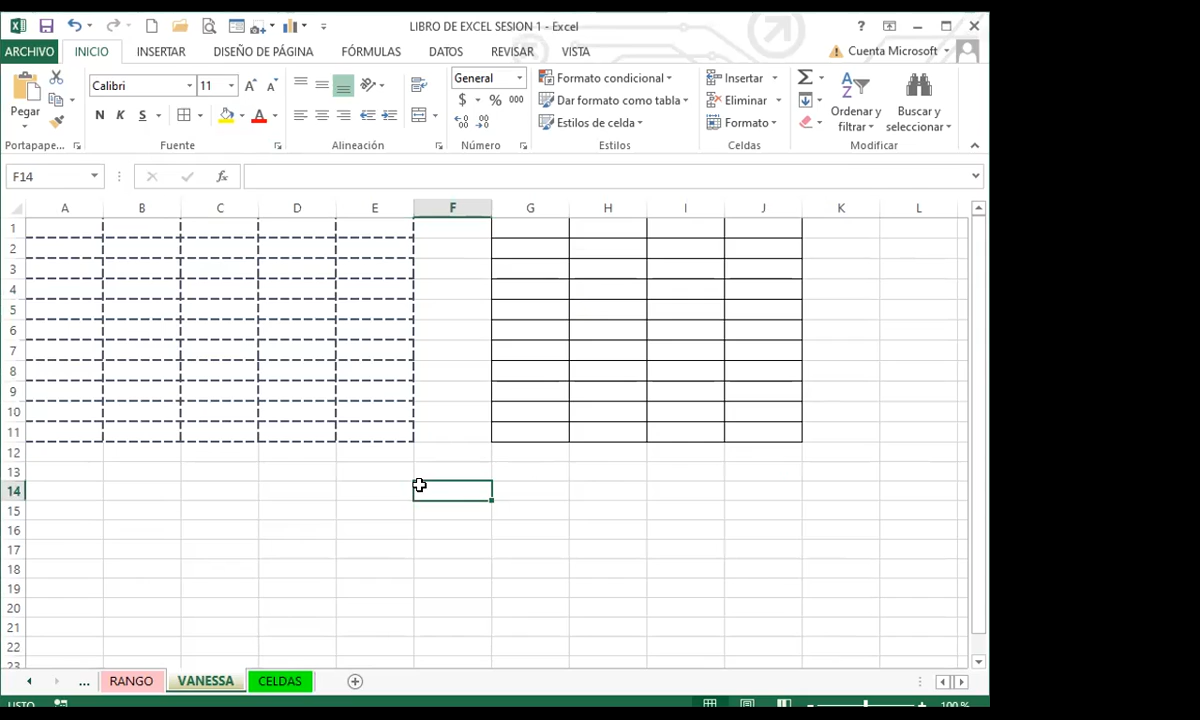 LIBRO DE EXCEL SESION 1 - Excel
ARCHIVO INICIO INSERTAR DISEÑO DE PÁGINA FÓRMULAS DATOS REVISAR VISTA Cuenta Microsoft
Calibri 11 General Formato condicional Insertar
Pegar N K S $ % 000 Dar formato como tabla Eliminar Ordenar y filtrar Buscar y seleccionar
Estilos de celda Formato
Portapape... Fuente Alineación Número Estilos Celdas Modificar
F14 fx
A B C D E F G H I J K L
1
2
3
4
5
6
7
8
9
10
11
12
13
14
15
16
17
18
19
20
21
22
23
... RANGO VANESSA CELDAS
LISTO 100 %